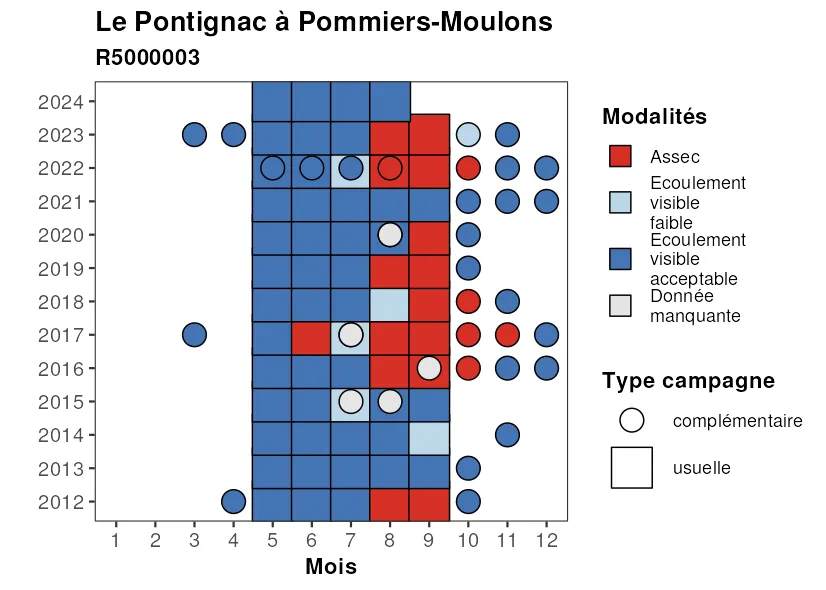 Le Pontignac à Pommiers-Moulons
R5000003
2024
2023
2022
2021
2020
2019
2018
2017
2016
2015
2014
2013
2012
1 2 3 4 5 6 7 8 9 10 11 12
Mois
Modalités
Assec
Ecoulement
visible
faible
Ecoulement
visible
acceptable
Donnée
manquante
Type campagne
complémentaire
usuelle